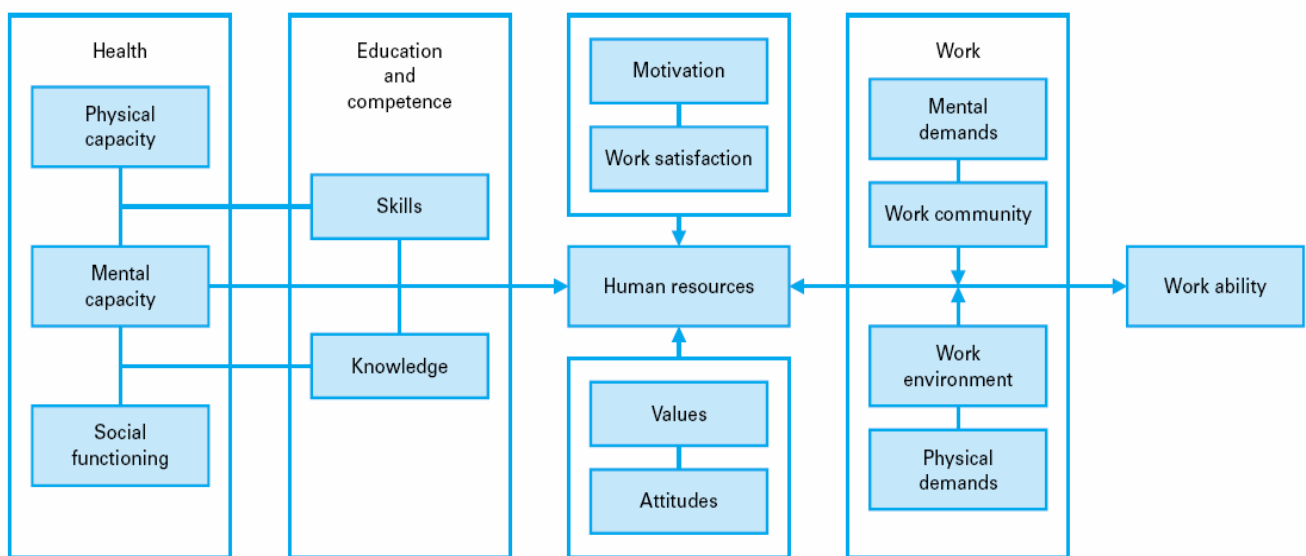 Health
Physical
capacity
Mental
capacity
Social
functioning
Education
and
competence
Skills
Knowledge
Motivation
Work satisfaction
Human resources
Values
Attitudes
Work
Mental
demands
Work community
Work
environment
Physical
demands
Work ability